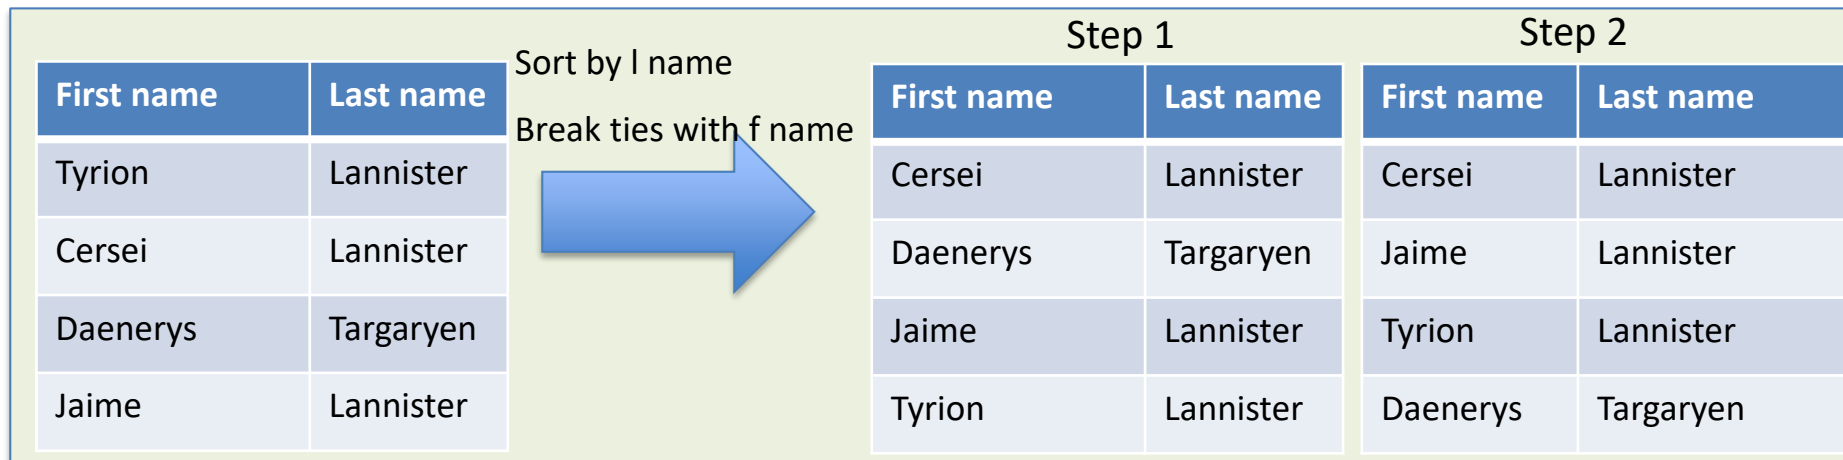 First name Last name
Tyrion Lannister
Cersei Lannister
Daenerys Targaryen
Jaime Lannister
Sort by l name
Break ties with f name
Step 1
First name Last name
Cersei Lannister
Daenerys Targaryen
Jaime Lannister
Tyrion Lannister
Step 2
First name Last name
Cersei Lannister
Jaime Lannister
Tyrion Lannister
Daenerys Targaryen